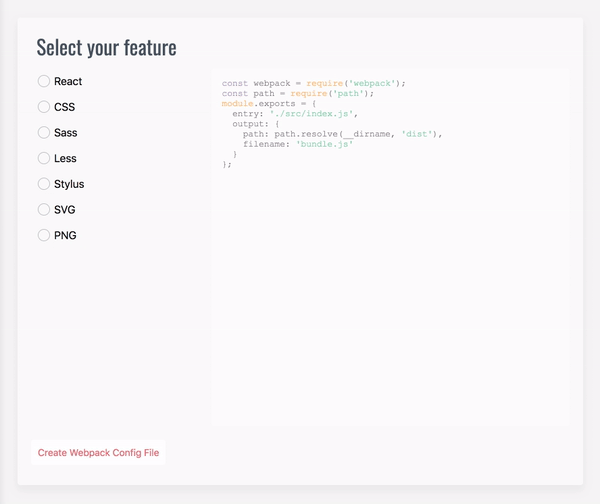 Select your feature
React
CSS
Sass
Less
Stylus
SVG
PNG
const webpack = require('webpack');
const path = require('path');
module.exports = {
  entry: './src/index.js',
  output: {
    path: path.resolve(__dirname, 'dist'),
    filename: 'bundle.js'
  }
};
Create Webpack Config File